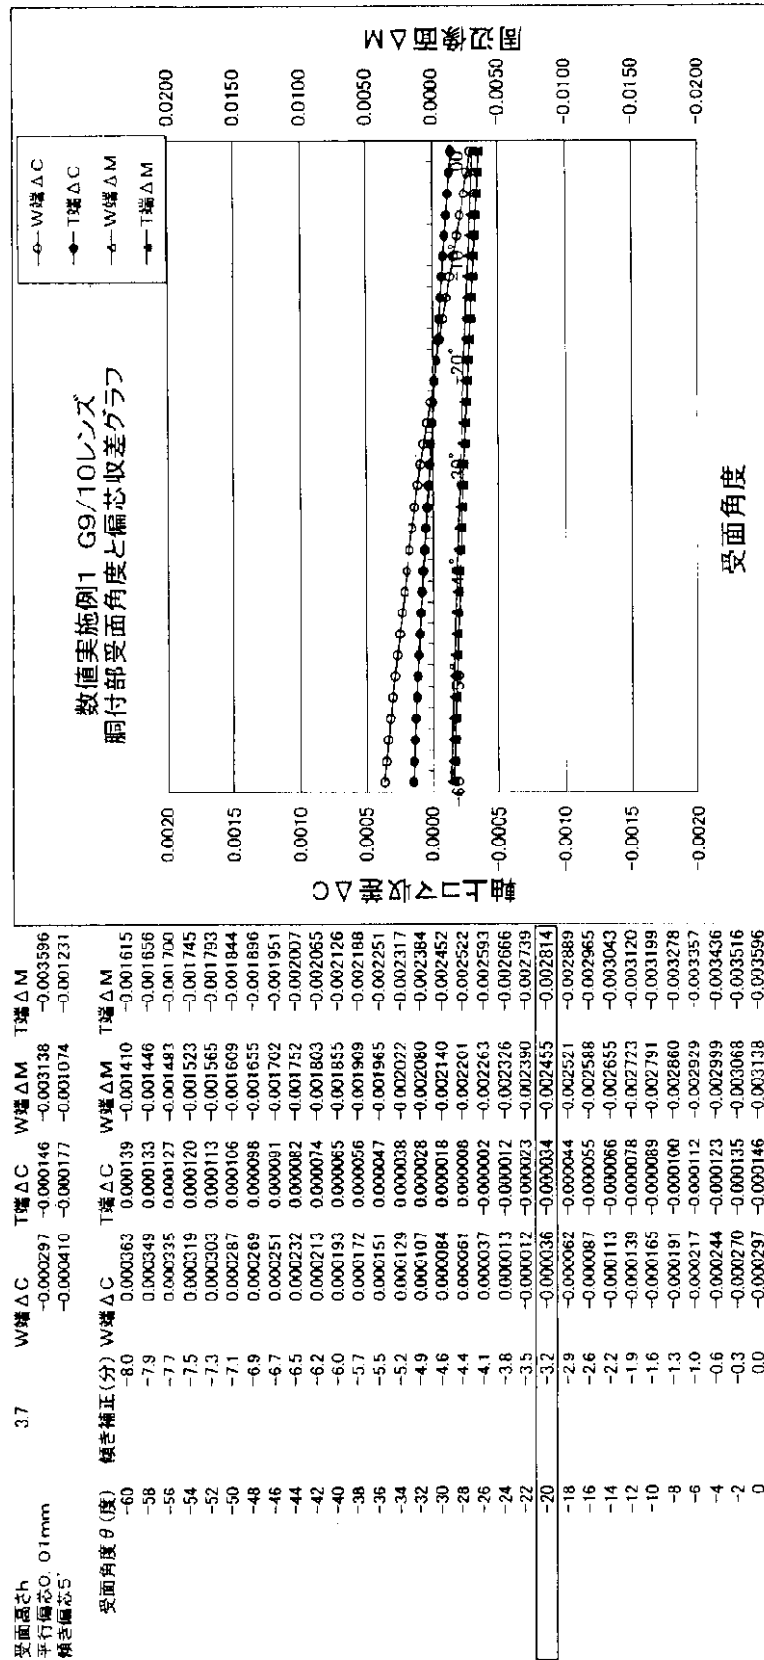 受面高さh 3.7 W端ΔC T端ΔC W端ΔM T端ΔM
平行偏芯0.01mm −0.000297 −0.000146 −0.003138 −0.003596
傾き偏芯5' −0.000410 −0.000177 −0.001074 −0.001231
受面角度θ(度) 傾き補正(分) W端ΔC T端ΔC W端ΔM T端ΔM
−60 −8.0 0.000363 0.000139 −0.001410 −0.001615
−58 −7.9 0.000349 0.000133 −0.001446 −0.001656
−56 −7.7 0.000335 0.000127 −0.001483 −0.001700
−54 −7.5 0.000319 0.000120 −0.001523 −0.001745
−52 −7.3 0.000303 0.000113 −0.001565 −0.001793
−50 −7.1 0.000287 0.000106 −0.001609 −0.001844
−48 −6.9 0.000269 0.000098 −0.001655 −0.001896
−46 −6.7 0.000251 0.000091 −0.001702 −0.001951
−44 −6.5 0.000232 0.000082 −0.001752 −0.002007
−42 −6.2 0.000213 0.000074 −0.001803 −0.002065
−40 −6.0 0.000193 0.000065 −0.001855 −0.002126
−38 −5.7 0.000172 0.000056 −0.001909 −0.002188
−36 −5.5 0.000151 0.000047 −0.001965 −0.002251
−34 −5.2 0.000129 0.000038 −0.002022 −0.002317
−32 −4.9 0.000107 0.000028 −0.002080 −0.002384
−30 −4.6 0.000084 0.000018 −0.002140 −0.002452
−28 −4.4 0.000061 0.000008 −0.002201 −0.002522
−26 −4.1 0.000037 −0.000002 −0.002263 −0.002593
−24 −3.8 0.000013 −0.000012 −0.002326 −0.002666
−22 −3.5 −0.000012 −0.000023 −0.002390 −0.002739
−20 −3.2 −0.000036 −0.000034 −0.002455 −0.002814
−18 −2.9 −0.000062 −0.000044 −0.002521 −0.002889
−16 −2.6 −0.000087 −0.000055 −0.002588 −0.002965
−14 −2.2 −0.000113 −0.000066 −0.002655 −0.003043
−12 −1.9 −0.000139 −0.000078 −0.002723 −0.003120
−10 −1.6 −0.000165 −0.000089 −0.002791 −0.003199
−8 −1.3 −0.000191 −0.000100 −0.002860 −0.003278
−6 −1.0 −0.000217 −0.000112 −0.002929 −0.003357
−4 −0.6 −0.000244 −0.000123 −0.002999 −0.003436
−2 −0.3 −0.000270 −0.000135 −0.003068 −0.003516
0 0.0 −0.000297 −0.000146 −0.003138 −0.003596
数値実施例1 G9/10レンズ
胴付部受面角度と偏芯収差グラフ
W端ΔC
T端ΔC
W端ΔM
T端ΔM
軸上コマ収差ΔC
0.0020
0.0015
0.0010
0.0005
0.0000
−0.0005
−0.0010
−0.0015
−0.0020
−20°
−10°
受面角度
周辺像面ΔM
0.0200
0.0150
0.0100
0.0050
0.0000
−0.0050
−0.0100
−0.0150
−0.0200